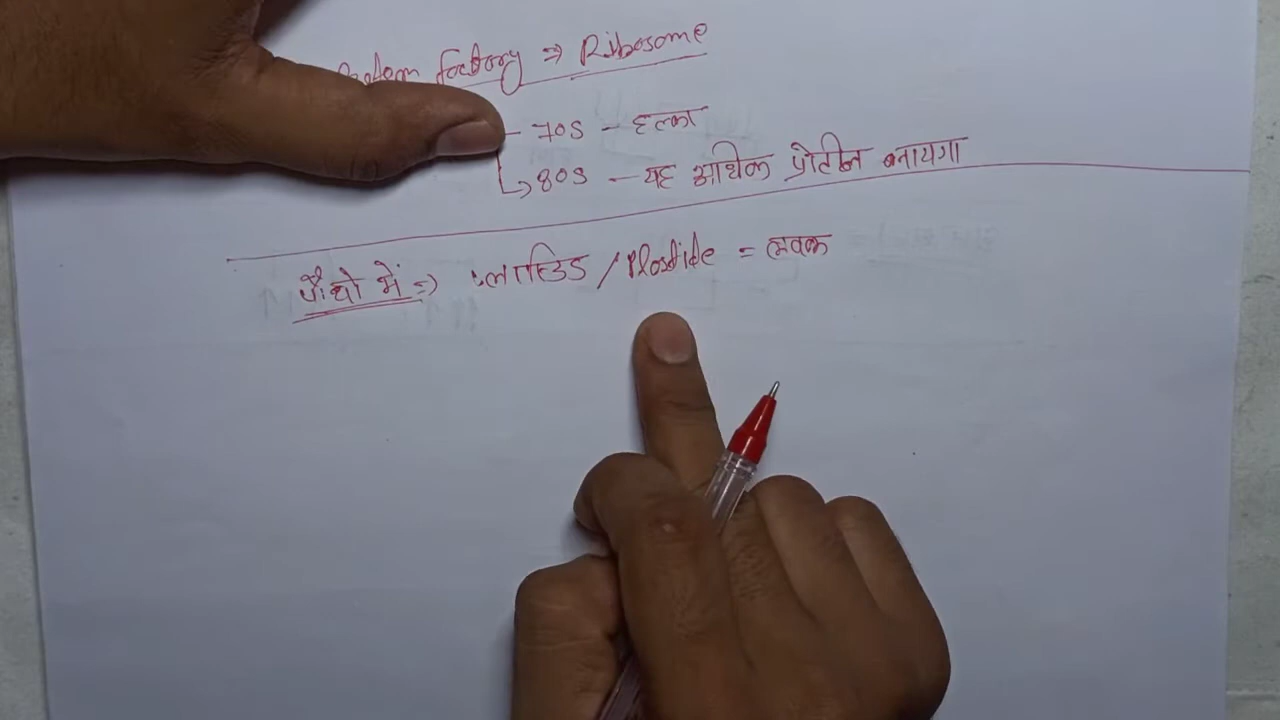 factory => Ribosome
- 70S - हल्का
80S - यह अधिक प्रोटीन बनायगा
पौधो में => प्लास्टिड / Plastide = लवक